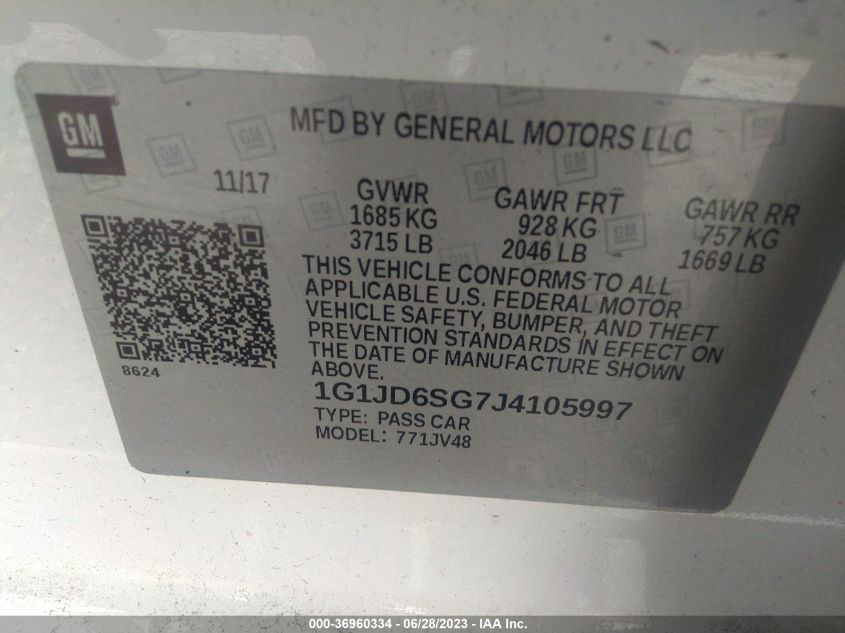 GM
MFD BY GENERAL MOTORS LLC
11/17
GVWR
1685 KG
3715 LB
GAWR FRT
928 KG
2046 LB
GAWR RR
757 KG
1669 LB
THIS VEHICLE CONFORMS TO ALL
APPLICABLE U.S. FEDERAL MOTOR
VEHICLE SAFETY, BUMPER, AND THEFT
PREVENTION STANDARDS IN EFFECT ON
THE DATE OF MANUFACTURE SHOWN
ABOVE.
8624
1G1JD6SG7J4105997
TYPE: PASS CAR
MODEL: 771JV48
000-36960334 - 06/28/2023 - IAA Inc.